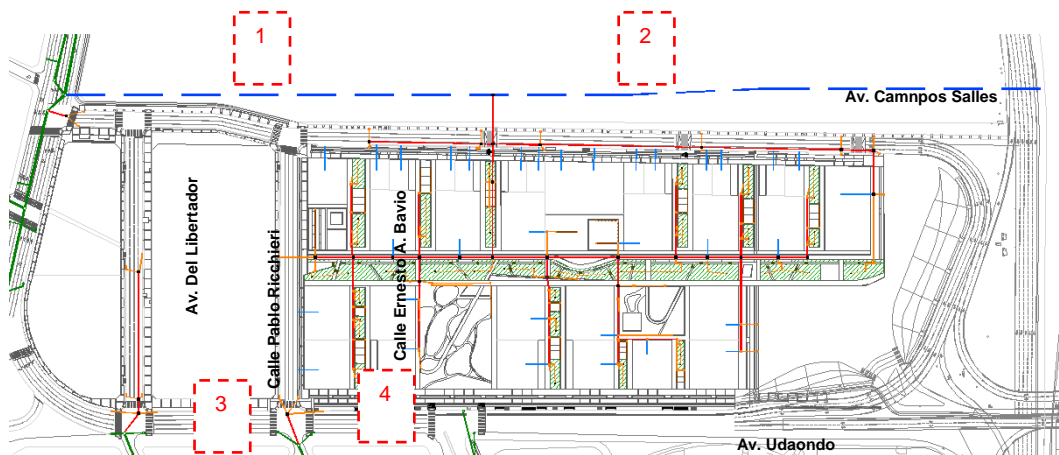 1
2
Av. Camnpos Salles
Av. Del Libertador
Calle Pablo Ricchieri
Calle Ernesto A. Bavio
3
4
Av. Udaondo